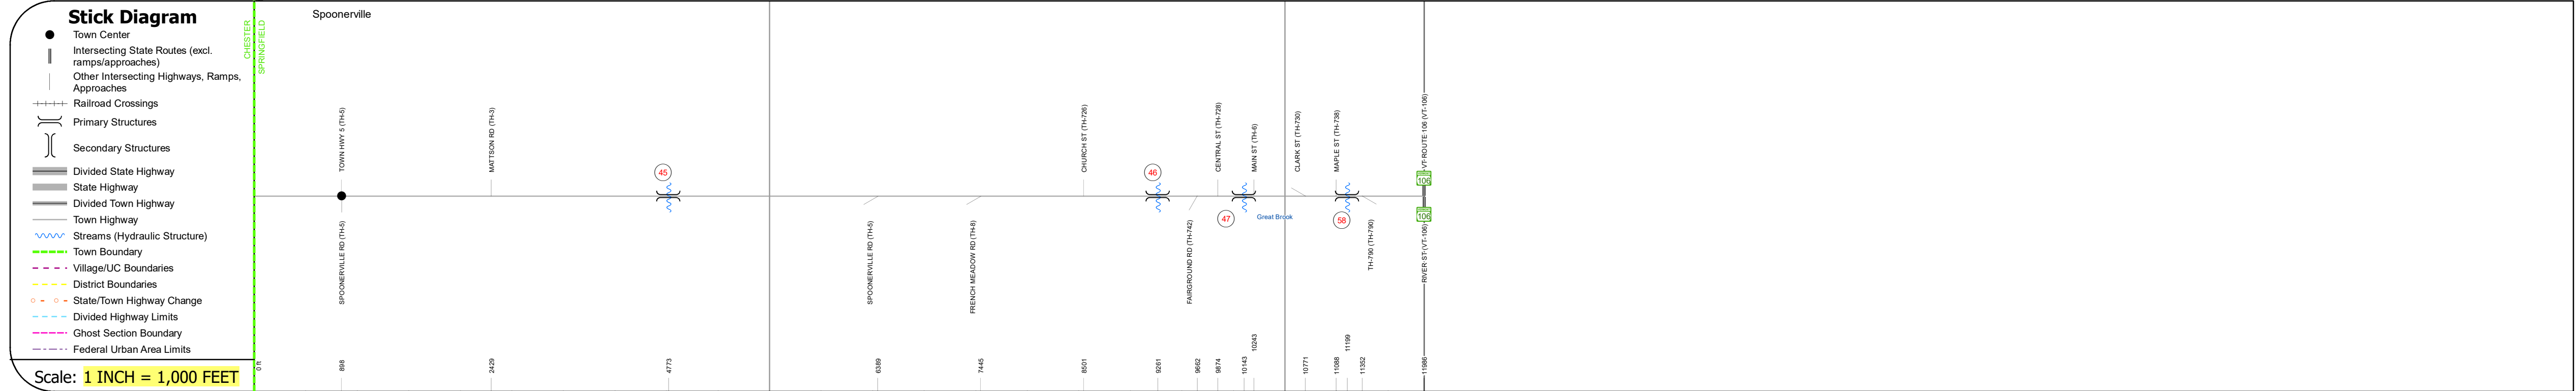 Stick Diagram
Town Center
Intersecting State Routes (excl.
ramps/approaches)
Other Intersecting Highways, Ramps,
Approaches
Railroad Crossings
Primary Structures
Secondary Structures
Divided State Highway
State Highway
Divided Town Highway
Town Highway
Streams (Hydraulic Structure)
Town Boundary
Village/UC Boundaries
District Boundaries
State/Town Highway Change
Divided Highway Limits
Ghost Section Boundary
Federal Urban Area Limits
Scale: 1 INCH = 1,000 FEET
CHESTER
SPRINGFIELD
Spoonerville
TOWN HWY 5 (TH-5)
MATTSON RD (TH-3)
CHURCH ST (TH-726)
CENTRAL ST (TH-728)
MAIN ST (TH-6)
CLARK ST (TH-730)
MAPLE ST (TH-738)
VT ROUTE 106 (VT-106)
45
46
47
Great Brook
58
106
106
SPOONERVILLE RD (TH-5)
SPOONERVILLE RD (TH-5)
FRENCH MEADOW RD (TH-8)
FAIRGROUND RD (TH-742)
TH-790 (TH-790)
RIVER ST (VT-106)
0 ft
898
2429
4773
6389
7445
8501
9261
9662
9874
10143
10243
10771
11088
11199
11352
11986